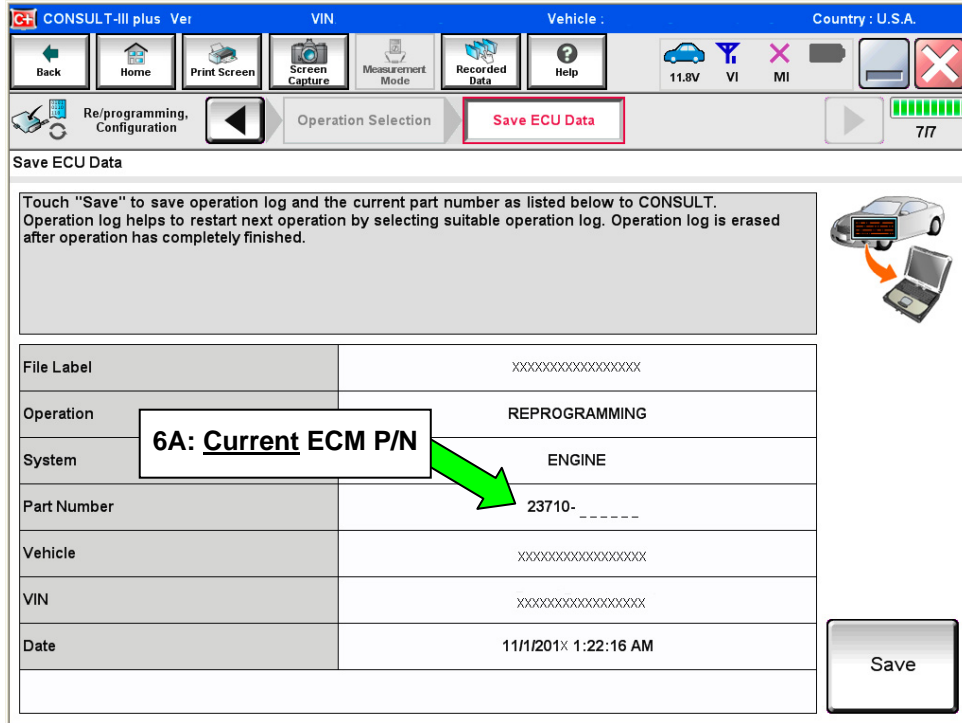 C+ CONSULT-III plus Ver VIN Vehicle : Country : U.S.A.
Back Home Print Screen Screen Capture Measurement Mode Recorded Data Help 11.8V VI MI
Re/programming, Configuration Operation Selection Save ECU Data 7/7
Save ECU Data
Touch "Save" to save operation log and the current part number as listed below to CONSULT.
Operation log helps to restart next operation by selecting suitable operation log. Operation log is erased
after operation has completely finished.
File Label XXXXXXXXXXXXXXXXX
Operation REPROGRAMMING
6A: Current ECM P/N
System ENGINE
Part Number 23710- _ _ _ _ _ _
Vehicle XXXXXXXXXXXXXXXXX
VIN XXXXXXXXXXXXXXXXX
Date 11/1/201X 1:22:16 AM
Save